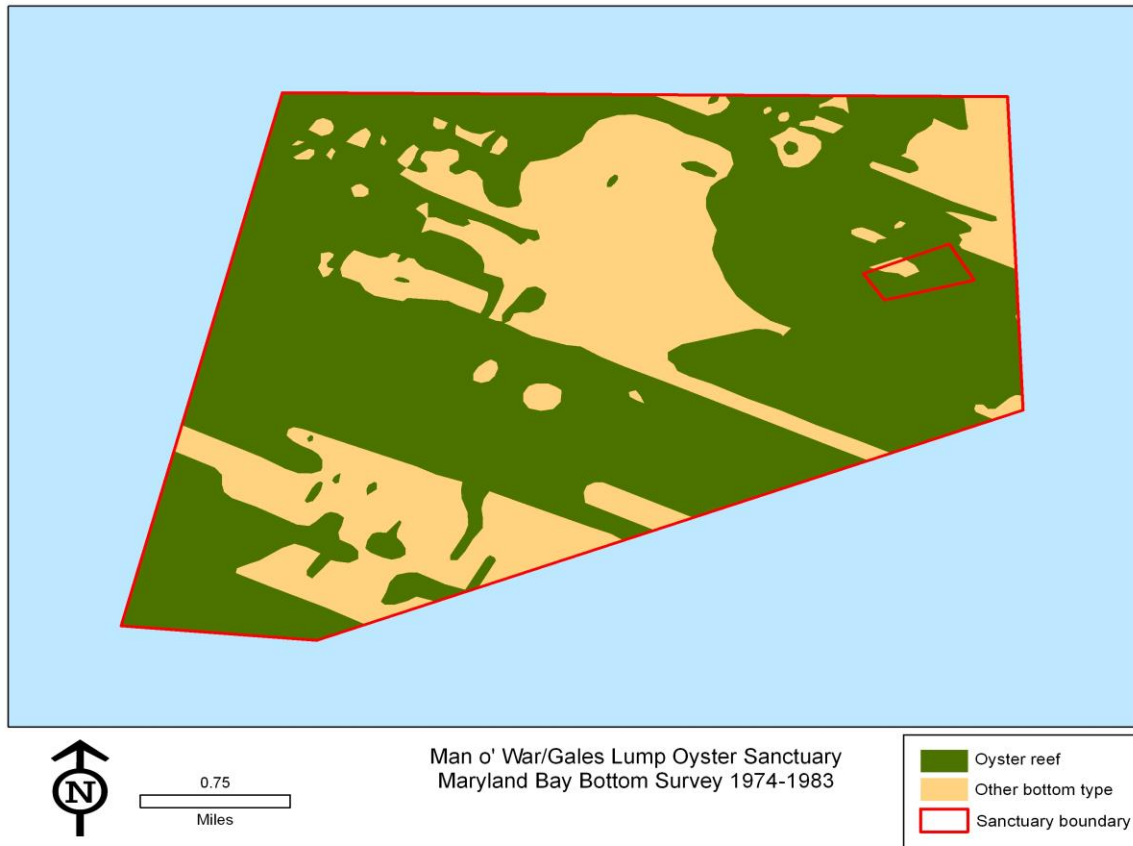 N
0.75
Miles
Man o' War/Gales Lump Oyster Sanctuary
Maryland Bay Bottom Survey 1974-1983
Oyster reef
Other bottom type
Sanctuary boundary